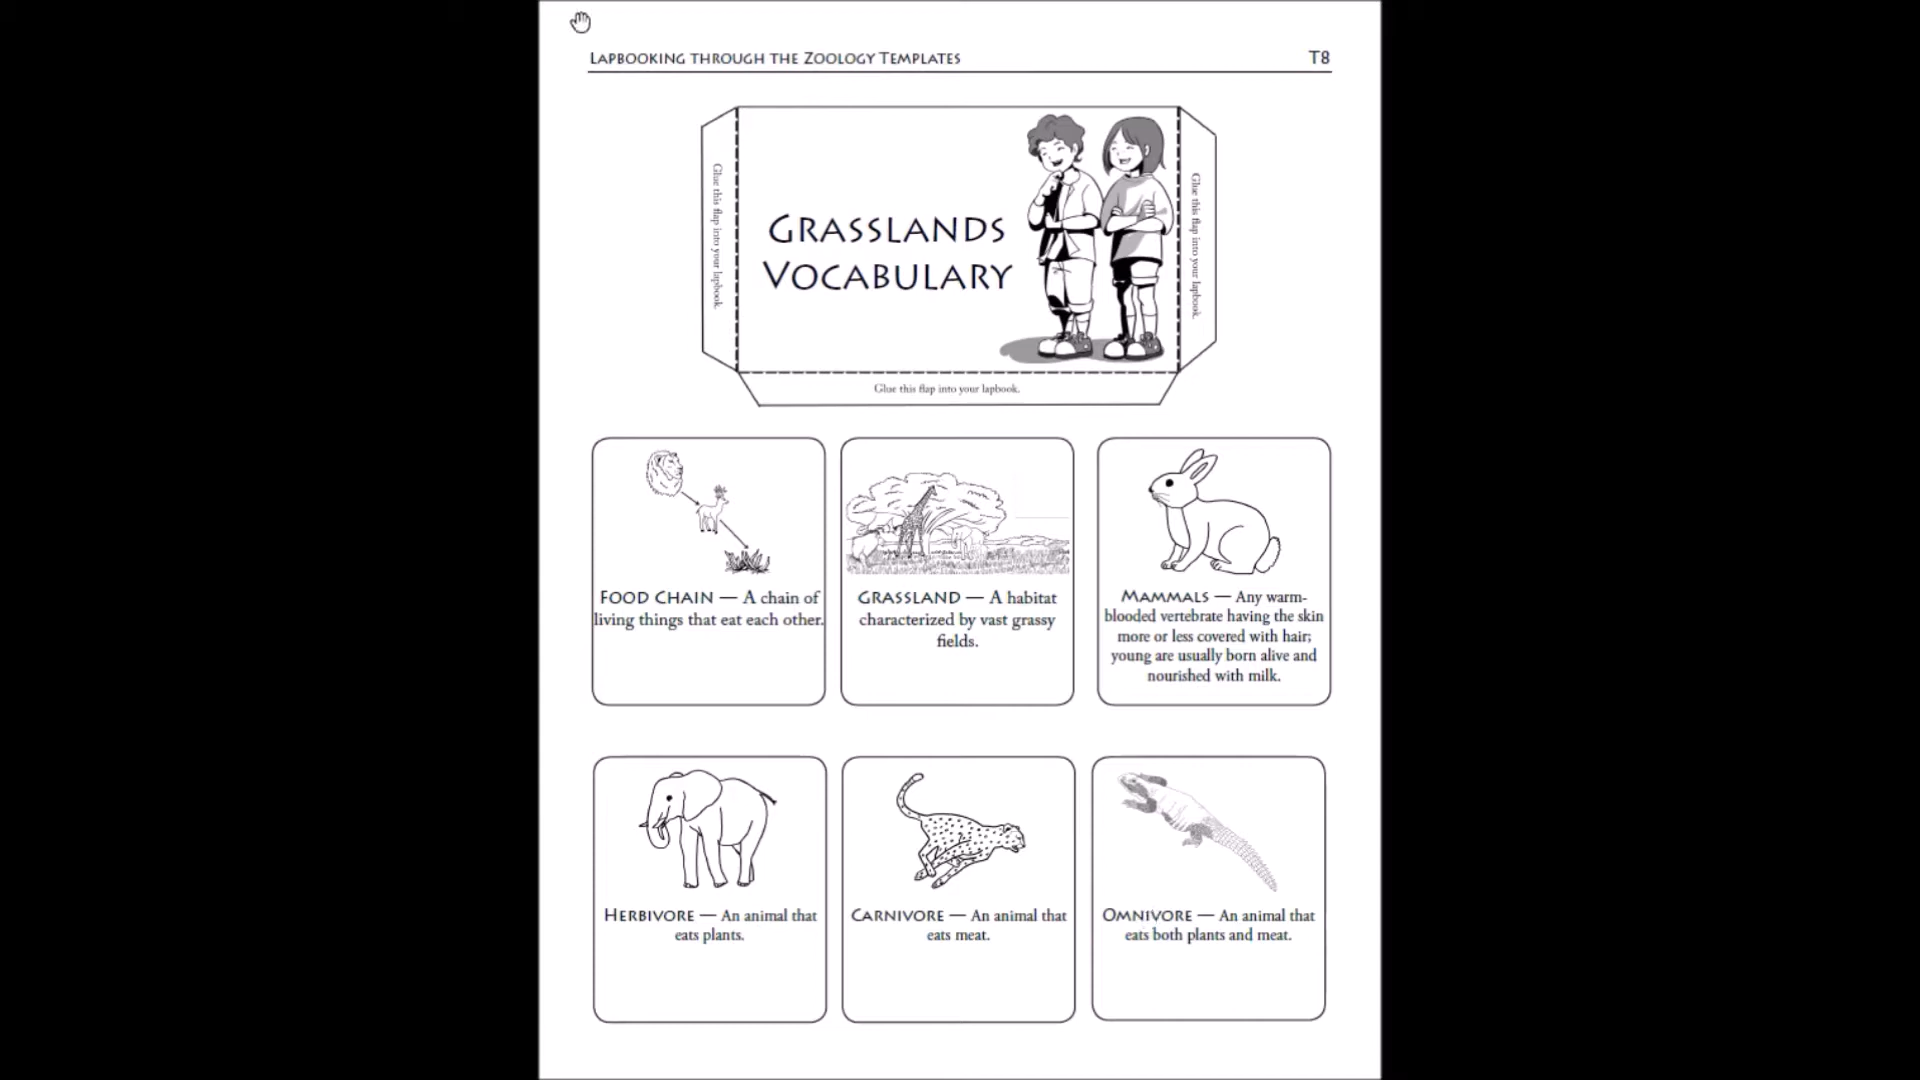 LAPBOOKING THROUGH THE ZOOLOGY TEMPLATES
T8
Glue this flap into your lapbook.
GRASSLANDS
VOCABULARY
Glue this flap into your lapbook.
Glue this flap into your lapbook.
FOOD CHAIN — A chain of
living things that eat each other.
GRASSLAND — A habitat
characterized by vast grassy
fields.
MAMMALS — Any warm-
blooded vertebrate having the skin
more or less covered with hair;
young are usually born alive and
nourished with milk.
HERBIVORE — An animal that
eats plants.
CARNIVORE — An animal that
eats meat.
OMNIVORE — An animal that
eats both plants and meat.